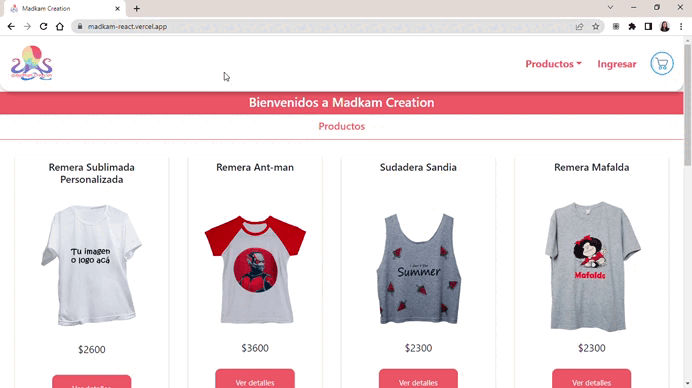 Madkam Creation
madkam-react.vercel.app
Productos
Ingresar
Bienvenidos a Madkam Creation
Productos
Remera Sublimada
Personalizada
Remera Ant-man
Sudadera Sandia
Remera Mafalda
Tu imagen
o logo acá
Summer
Mafalda
$2600
$3600
$2300
$2300
Ver detalles
Ver detalles
Ver detalles
Ver detalles